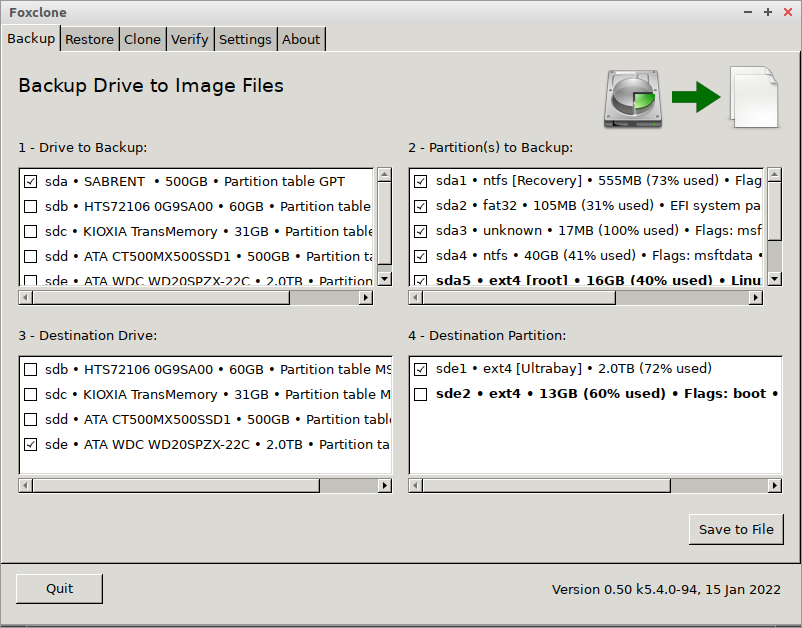 Foxclone
Backup Restore Clone Verify Settings About
Backup Drive to Image Files
1 - Drive to Backup:
sda • SABRENT • 500GB • Partition table GPT
sdb • HTS72106 0G9SA00 • 60GB • Partition table
sdc • KIOXIA TransMemory • 31GB • Partition table
sdd • ATA CT500MX500SSD1 • 500GB • Partition
sde • ATA WDC WD20SPZX-22C • 2.0TB • Partition
2 - Partition(s) to Backup:
sda1 • ntfs [Recovery] • 555MB (73% used) • Flag
sda2 • fat32 • 105MB (31% used) • EFI system pa
sda3 • unknown • 17MB (100% used) • Flags: msf
sda4 • ntfs • 40GB (41% used) • Flags: msftdata •
sda5 • ext4 [root] • 16GB (40% used) • Linu
3 - Destination Drive:
sdb • HTS72106 0G9SA00 • 60GB • Partition table MS
sdc • KIOXIA TransMemory • 31GB • Partition table M
sdd • ATA CT500MX500SSD1 • 500GB • Partition tab
sde • ATA WDC WD20SPZX-22C • 2.0TB • Partition ta
4 - Destination Partition:
sde1 • ext4 [Ultrabay] • 2.0TB (72% used)
sde2 • ext4 • 13GB (60% used) • Flags: boot •
Save to File
Quit
Version 0.50 k5.4.0-94, 15 Jan 2022